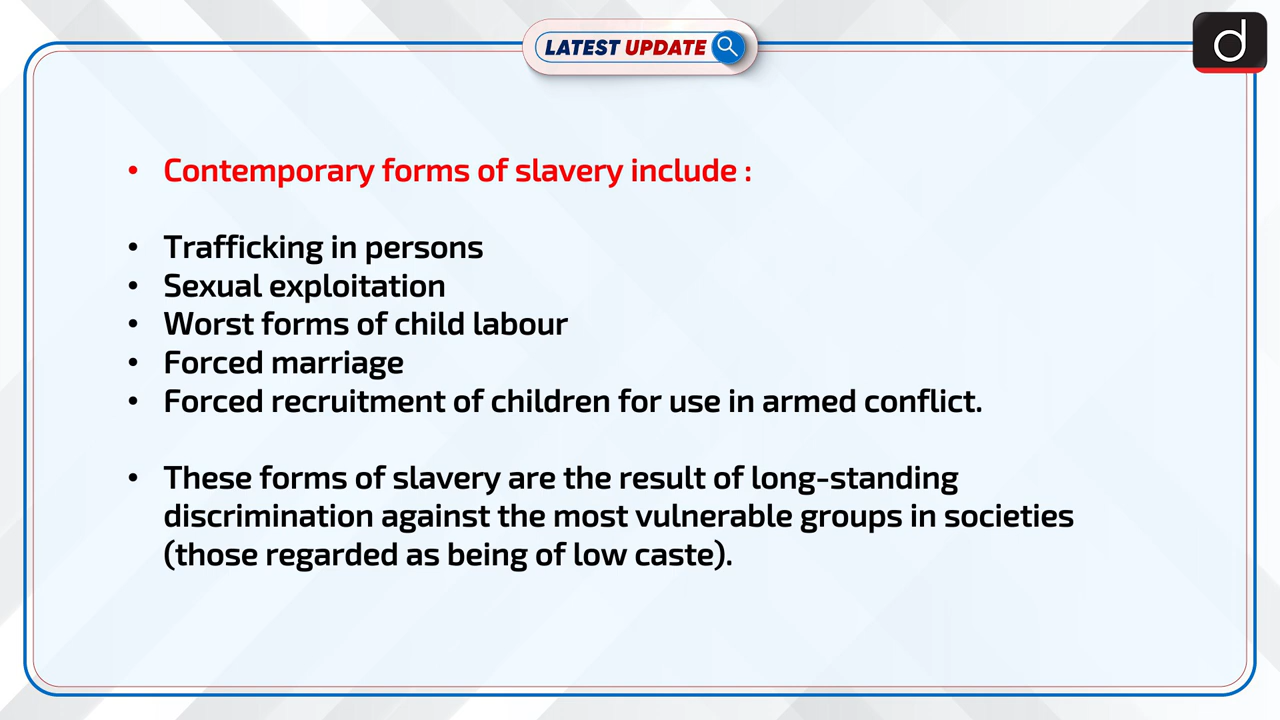 LATEST UPDATE
d
• Contemporary forms of slavery include :
• Trafficking in persons
• Sexual exploitation
• Worst forms of child labour
• Forced marriage
• Forced recruitment of children for use in armed conflict.
• These forms of slavery are the result of long-standing
discrimination against the most vulnerable groups in societies
(those regarded as being of low caste).